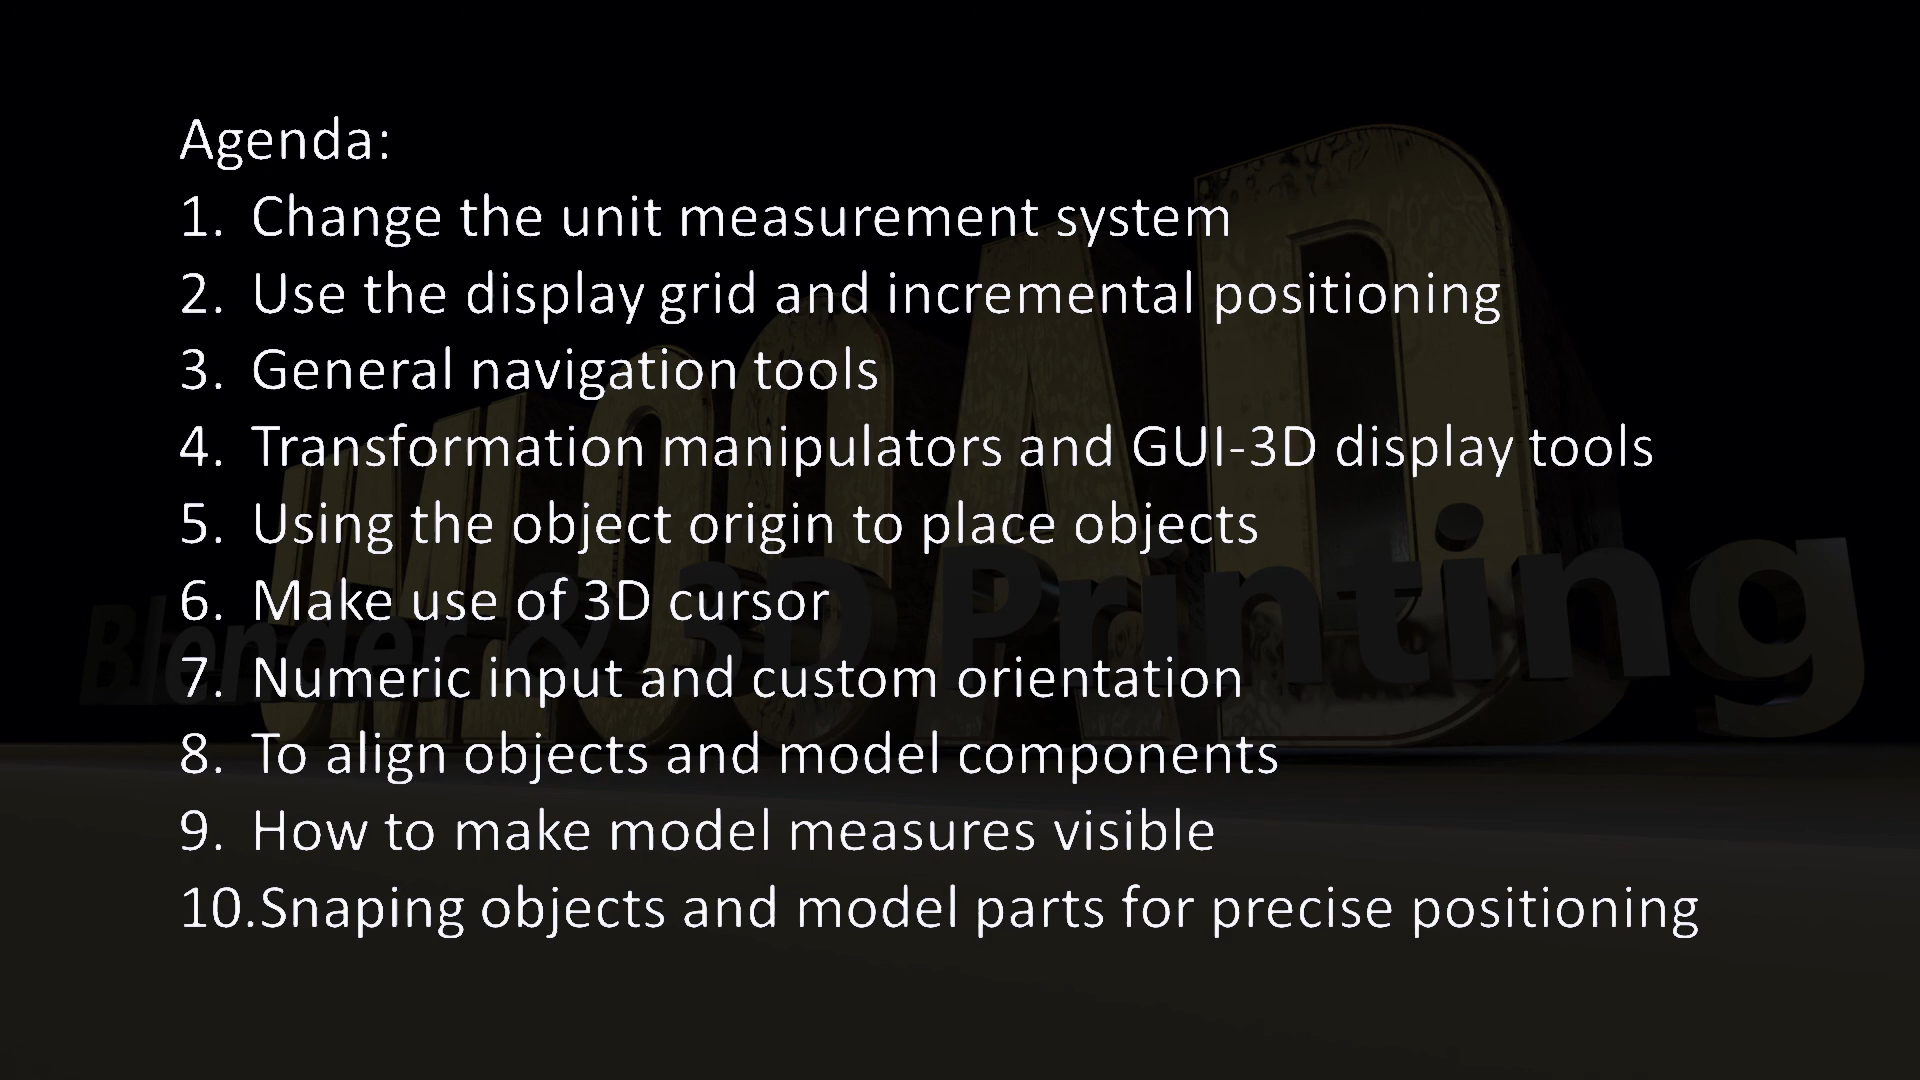 Agenda:
1. Change the unit measurement system
2. Use the display grid and incremental positioning
3. General navigation tools
4. Transformation manipulators and GUI-3D display tools
5. Using the object origin to place objects
6. Make use of 3D cursor
7. Numeric input and custom orientation
8. To align objects and model components
9. How to make model measures visible
10.Snaping objects and model parts for precise positioning
Blender & 3D Printing